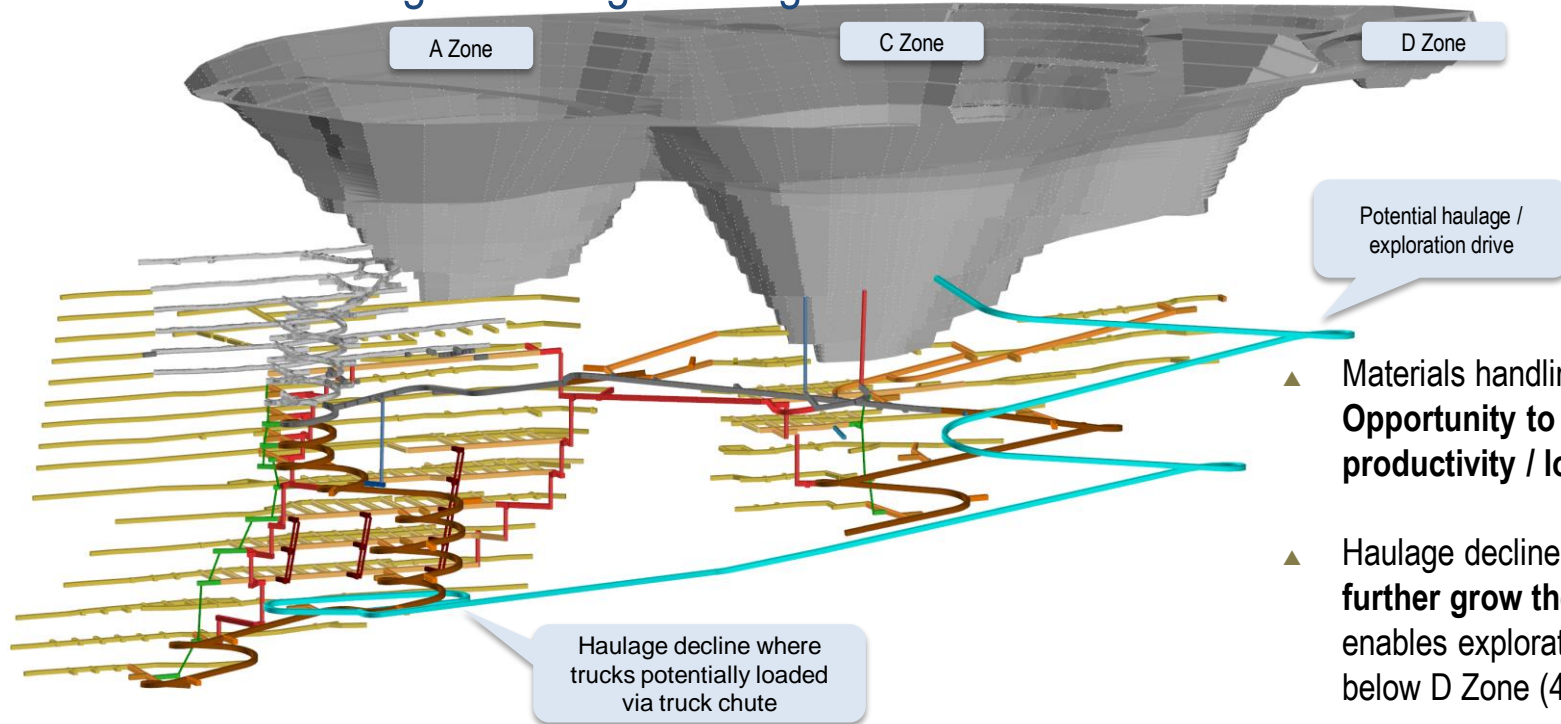 A Zone
C Zone
D Zone
Potential haulage /
exploration drive
▲ Materials handlin
Opportunity to
productivity / lo
▲ Haulage decline
further grow the
enables explorat
below D Zone (4
Haulage decline where
trucks potentially loaded
via truck chute